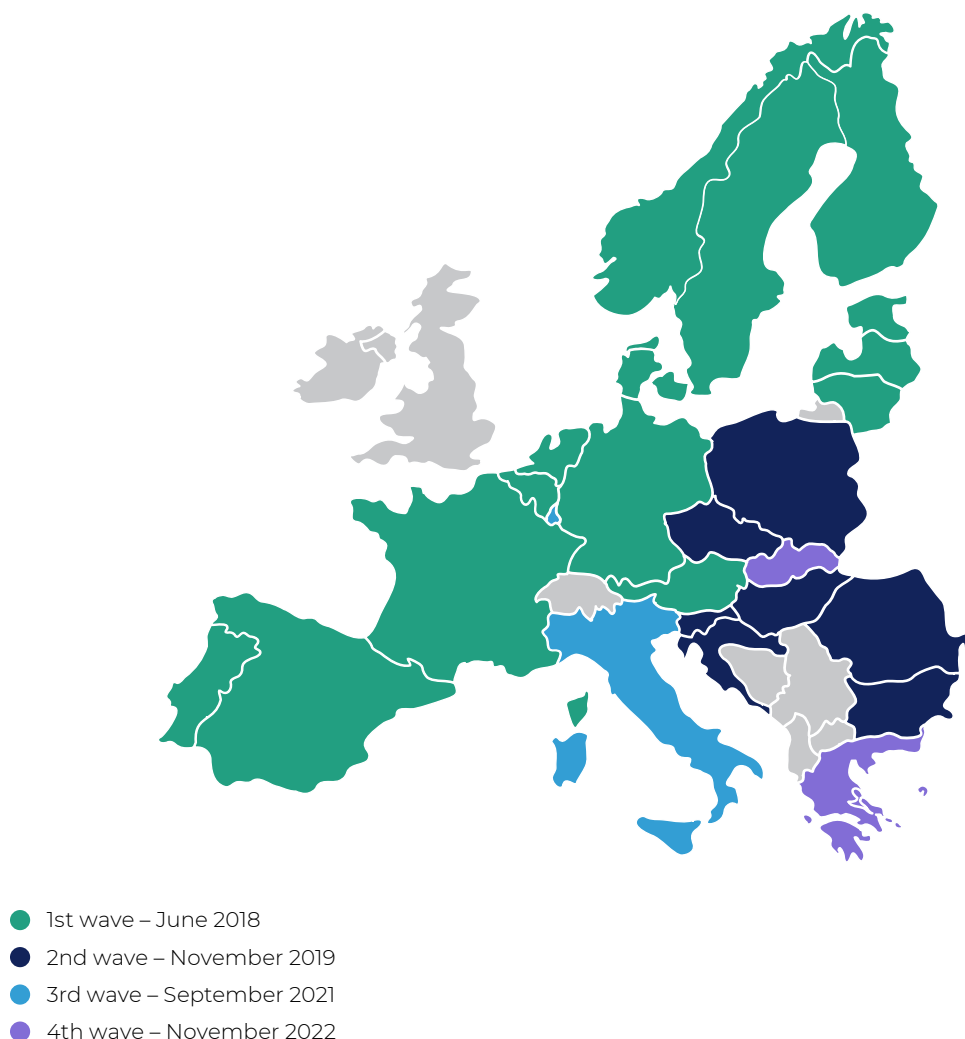 1st wave – June 2018
2nd wave – November 2019
3rd wave – September 2021
4th wave – November 2022